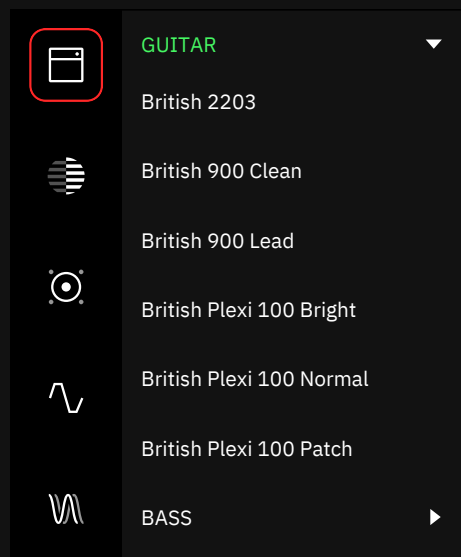 GUITAR
British 2203
British 900 Clean
British 900 Lead
British Plexi 100 Bright
British Plexi 100 Normal
British Plexi 100 Patch
BASS